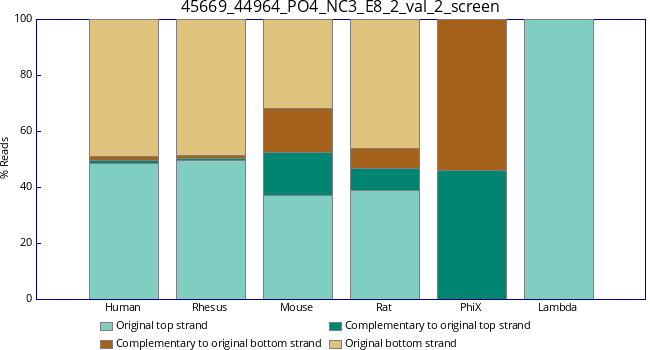 45669_44964_PO4_NC3_E8_2_val_2_screen
100
80
60
40
20
0
% Reads
Human Rhesus Mouse Rat PhiX Lambda
Original top strand Complementary to original top strand
Complementary to original bottom strand Original bottom strand